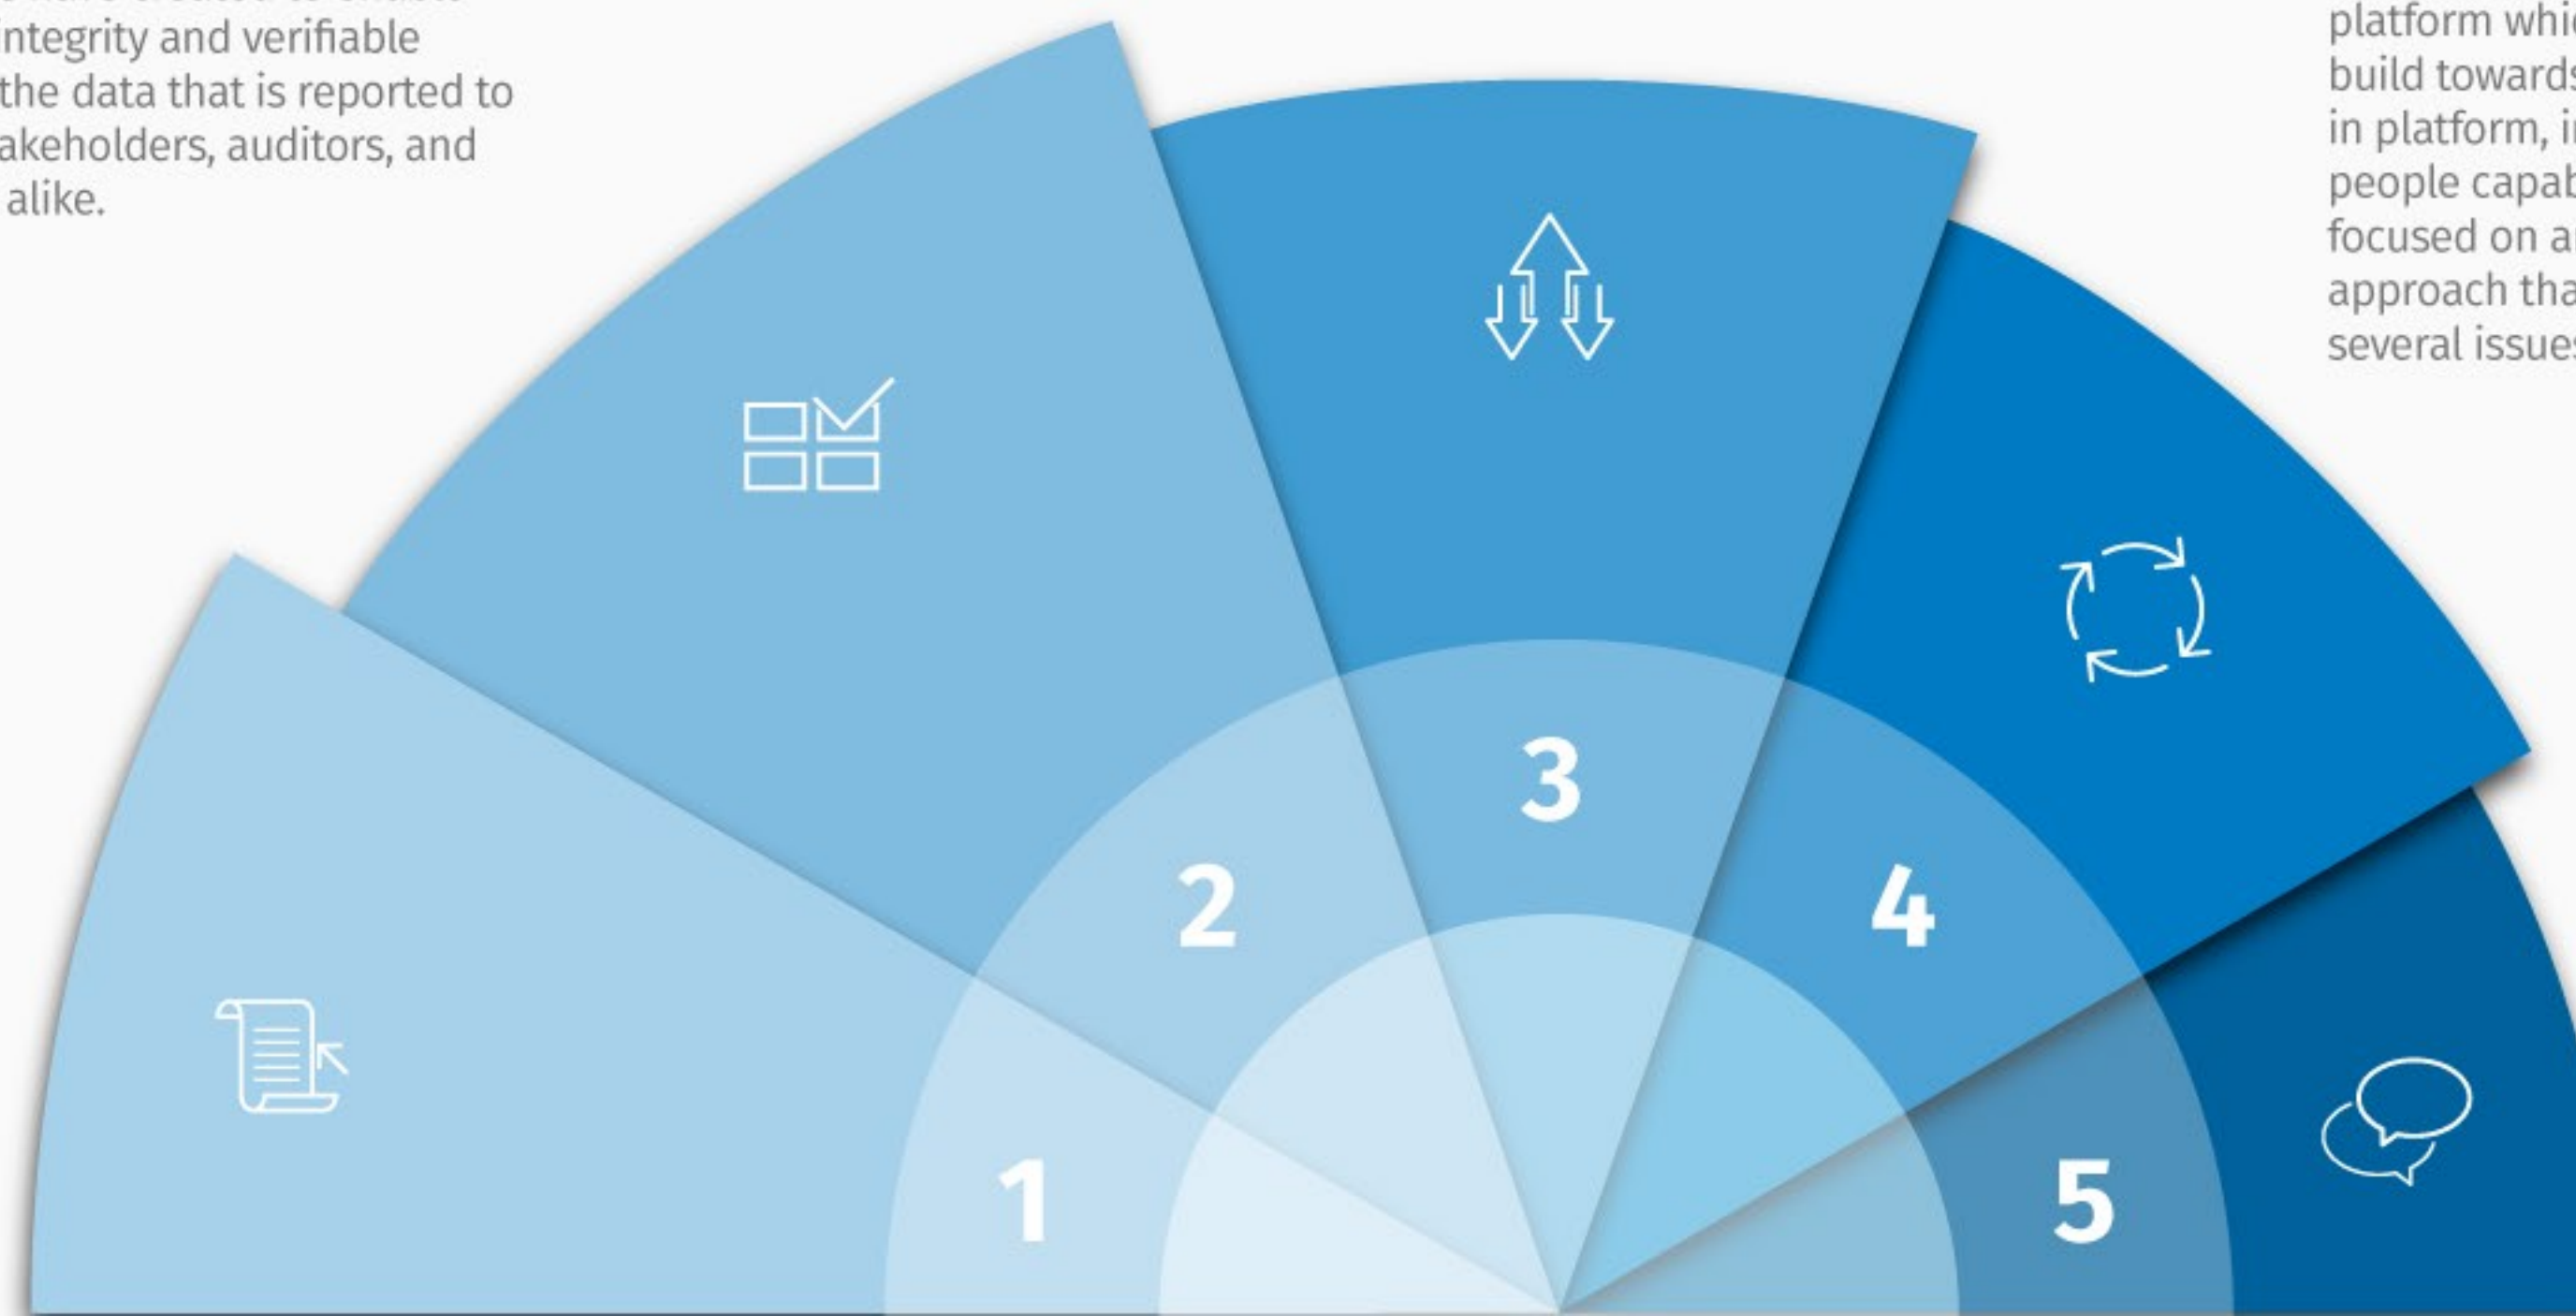 integrity and verifiable
the data that is reported to
akeholders, auditors, and
alike.
platform whi
build towards
in platform, i
people capab
focused on a
approach tha
several issues
3
2
4
1
5